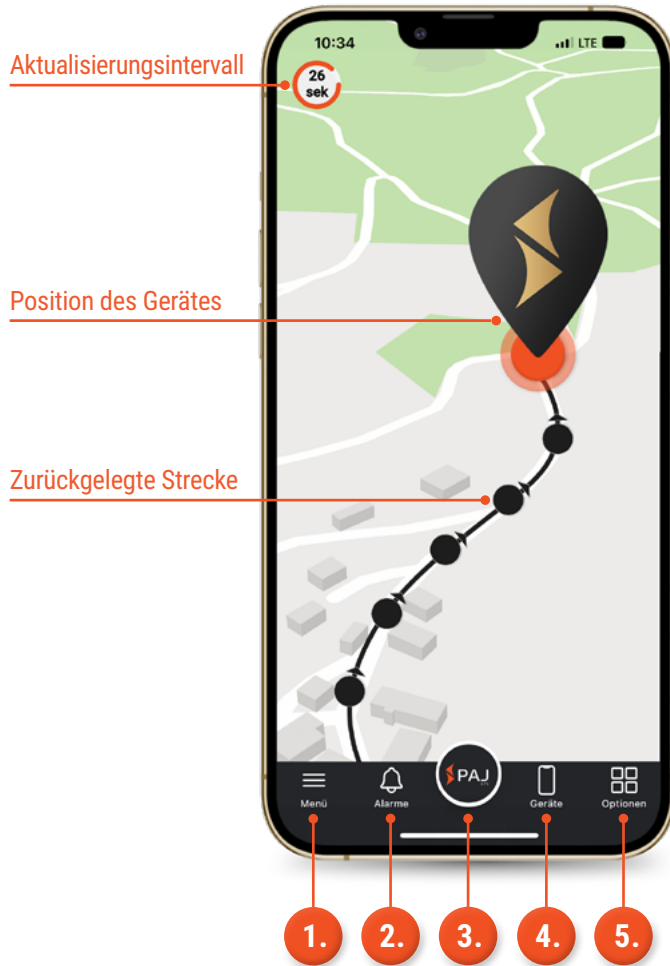 10:34
LTE
Aktualisierungsintervall
26
sek
Position des Gerätes
Zurückgelegte Strecke
PAJ
Menü
Alarme
Geräte
Optionen
1.
2.
3.
4.
5.